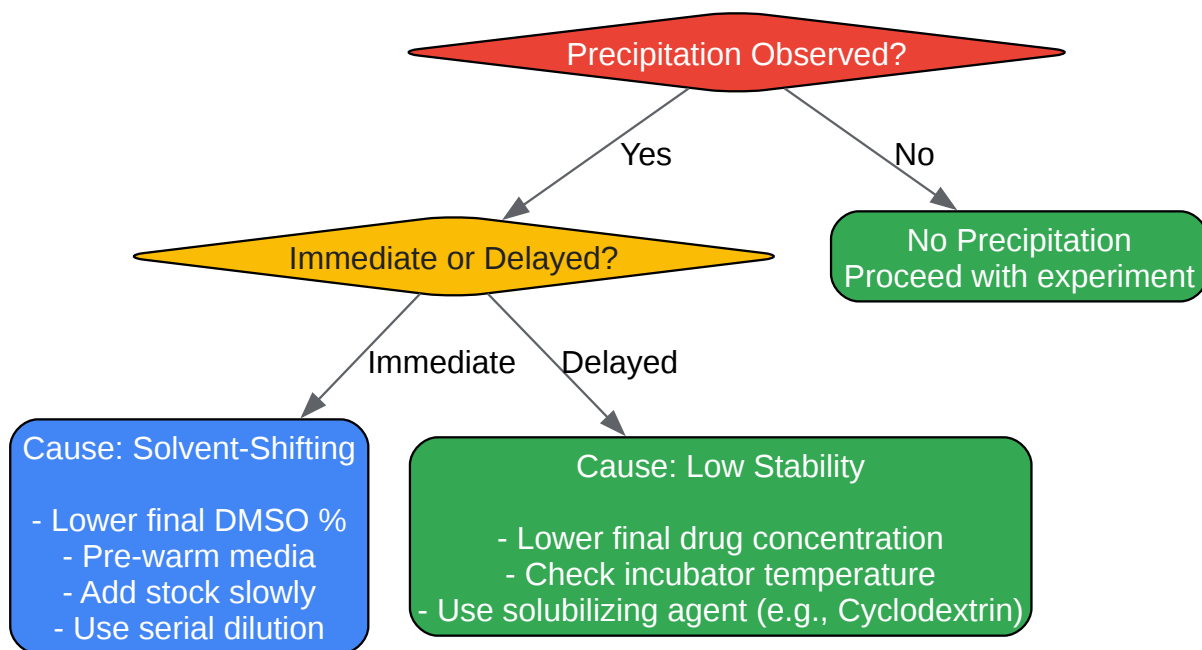 Precipitation Observed?
Yes
No
Immediate or Delayed?
No Precipitation
Proceed with experiment
Immediate
Delayed
Cause: Solvent-Shifting
- Lower final DMSO %
- Pre-warm media
- Add stock slowly
- Use serial dilution
Cause: Low Stability
- Lower final drug concentration
- Check incubator temperature
- Use solubilizing agent (e.g., Cyclodextrin)